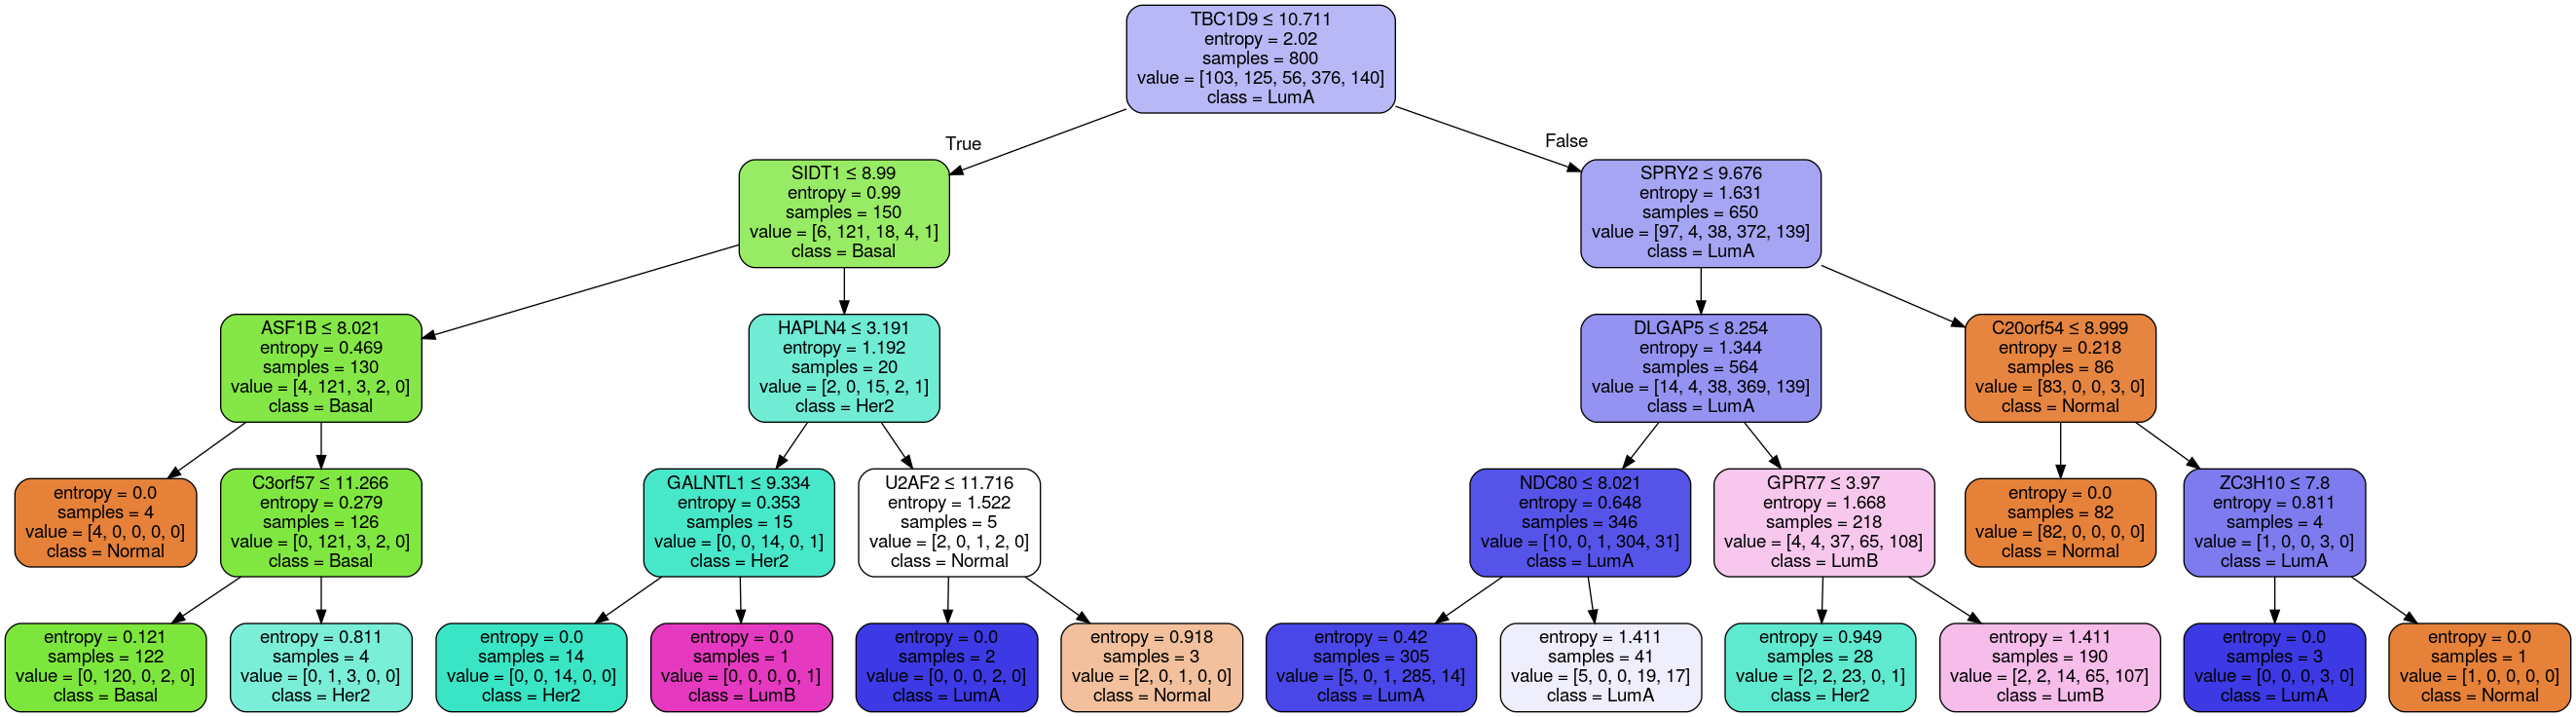 TBC1D9 ≤ 10.711
entropy = 2.02
samples = 800
value = [103, 125, 56, 376, 140]
class = LumA
True
False
SIDT1 ≤ 8.99
entropy = 0.99
samples = 150
value = [6, 121, 18, 4, 1]
class = Basal
SPRY2 ≤ 9.676
entropy = 1.631
samples = 650
value = [97, 4, 38, 372, 139]
class = LumA
ASF1B ≤ 8.021
entropy = 0.469
samples = 130
value = [4, 121, 3, 2, 0]
class = Basal
HAPLN4 ≤ 3.191
entropy = 1.192
samples = 20
value = [2, 0, 15, 2, 1]
class = Her2
DLGAP5 ≤ 8.254
entropy = 1.344
samples = 564
value = [14, 4, 38, 369, 139]
class = LumA
C20orf54 ≤ 8.999
entropy = 0.218
samples = 86
value = [83, 0, 0, 3, 0]
class = Normal
entropy = 0.0
samples = 4
value = [4, 0, 0, 0, 0]
class = Normal
C3orf57 ≤ 11.266
entropy = 0.279
samples = 126
value = [0, 121, 3, 2, 0]
class = Basal
GALNTL1 ≤ 9.334
entropy = 0.353
samples = 15
value = [0, 0, 14, 0, 1]
class = Her2
U2AF2 ≤ 11.716
entropy = 1.522
samples = 5
value = [2, 0, 1, 2, 0]
class = Normal
NDC80 ≤ 8.021
entropy = 0.648
samples = 346
value = [10, 0, 1, 304, 31]
class = LumA
GPR77 ≤ 3.97
entropy = 1.668
samples = 218
value = [4, 4, 37, 65, 108]
class = LumB
entropy = 0.0
samples = 82
value = [82, 0, 0, 0, 0]
class = Normal
ZC3H10 ≤ 7.8
entropy = 0.811
samples = 4
value = [1, 0, 0, 3, 0]
class = LumA
entropy = 0.121
samples = 122
value = [0, 120, 0, 2, 0]
class = Basal
entropy = 0.811
samples = 4
value = [0, 1, 3, 0, 0]
class = Her2
entropy = 0.0
samples = 14
value = [0, 0, 14, 0, 0]
class = Her2
entropy = 0.0
samples = 1
value = [0, 0, 0, 0, 1]
class = LumB
entropy = 0.0
samples = 2
value = [0, 0, 0, 2, 0]
class = LumA
entropy = 0.918
samples = 3
value = [2, 0, 1, 0, 0]
class = Normal
entropy = 0.42
samples = 305
value = [5, 0, 1, 285, 14]
class = LumA
entropy = 1.411
samples = 41
value = [5, 0, 0, 19, 17]
class = LumA
entropy = 0.949
samples = 28
value = [2, 2, 23, 0, 1]
class = Her2
entropy = 1.411
samples = 190
value = [2, 2, 14, 65, 107]
class = LumB
entropy = 0.0
samples = 3
value = [0, 0, 0, 3, 0]
class = LumA
entropy = 0.0
samples = 1
value = [1, 0, 0, 0, 0]
class = Normal